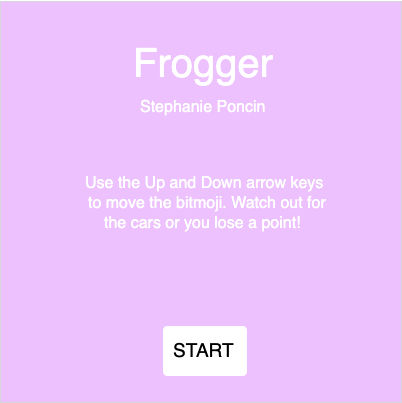 Frogger
Stephanie Poncin
Use the Up and Down arrow keys
to move the bitmoji. Watch out for
the cars or you lose a point!
START